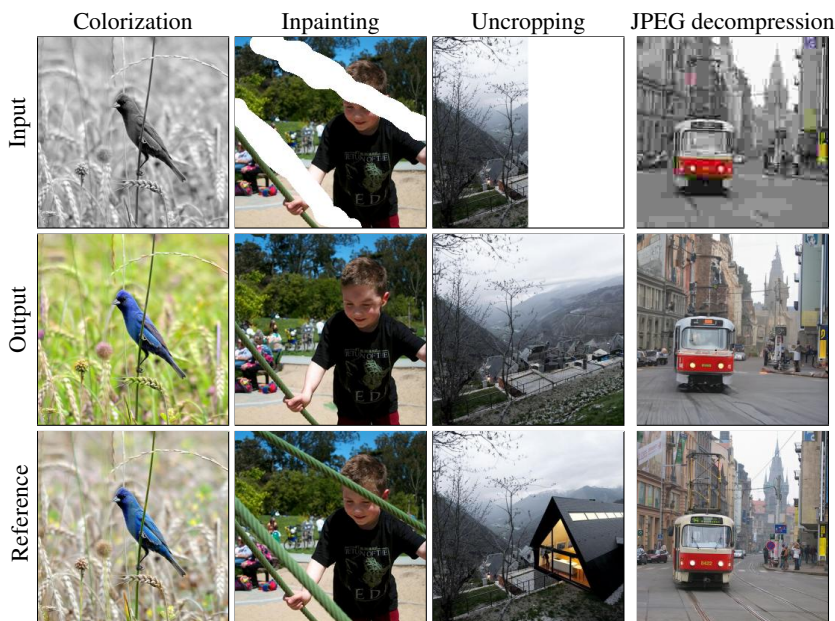 Colorization Inpainting Uncropping JPEG decompression
Input
Output
Reference